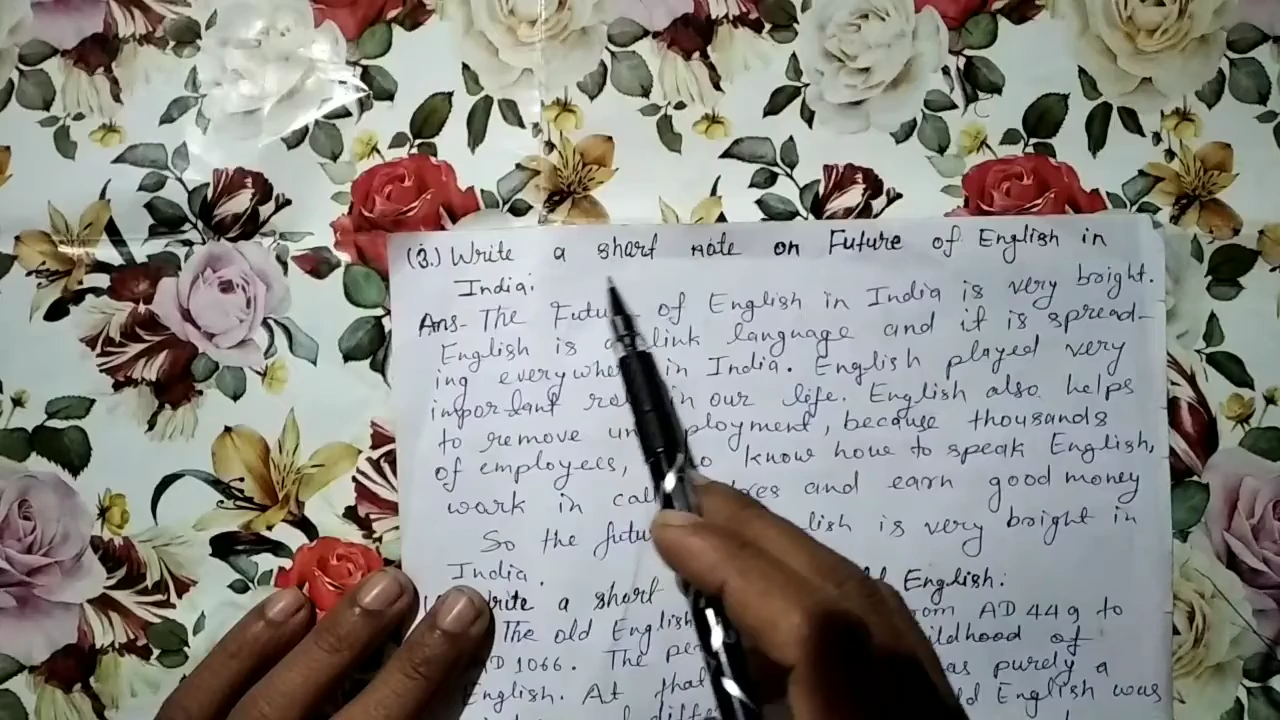 (3.) Write a short note on Future of English in
India:
Ans- The Futu of English in India is very bright.
English is a link language and it is spread-
ing everywhe in India. English played very
important ro in our life. English also helps
to remove un ployment, because thousands
of employees, o know how to speak English,
work in call res and earn good money
So the futu lish is very bright in
India.
rite a short ld English.
The old English rom AD 449 to
D 1066. The pe ildhood of
English. At that as purely a
ld English was